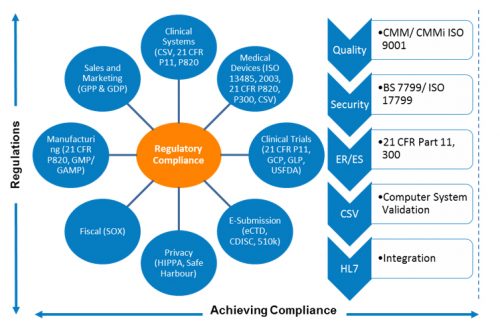 Regulations
Clinical
Systems
(CSV, 21 CFR
P11, P820
Sales and
Marketing
(GPP & GDP)
Medical
Devices (ISO
13485, 2003,
21 CFR P820,
P300, CSV)
Manufacturi
ng (21 CFR
P820, GMP/
GAMP)
Regulatory
Compliance
Clinical Trials
(21 CFR P11,
GCP, GLP,
USFDA)
Fiscal (SOX)
E-Submission
(eCTD,
CDISC, 510k)
Privacy
(HIPPA, Safe
Harbour)
Quality
•CMM/ CMMi ISO
9001
Security
•BS 7799/ ISO
17799
ER/ES
•21 CFR Part 11,
300
CSV
•Computer System
Validation
HL7
•Integration
Achieving Compliance